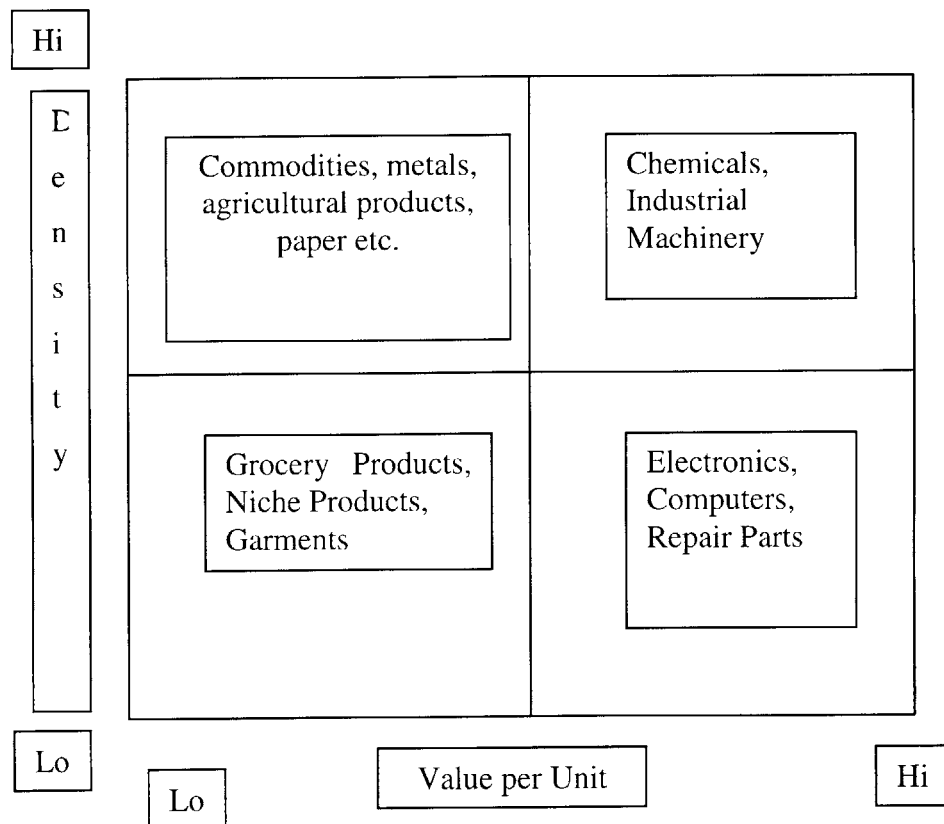 Hi
Density
Commodities, metals,
agricultural products,
paper etc.
Chemicals,
Industrial
Machinery
Grocery Products,
Niche Products,
Garments
Electronics,
Computers,
Repair Parts
Lo
Lo
Value per Unit
Hi